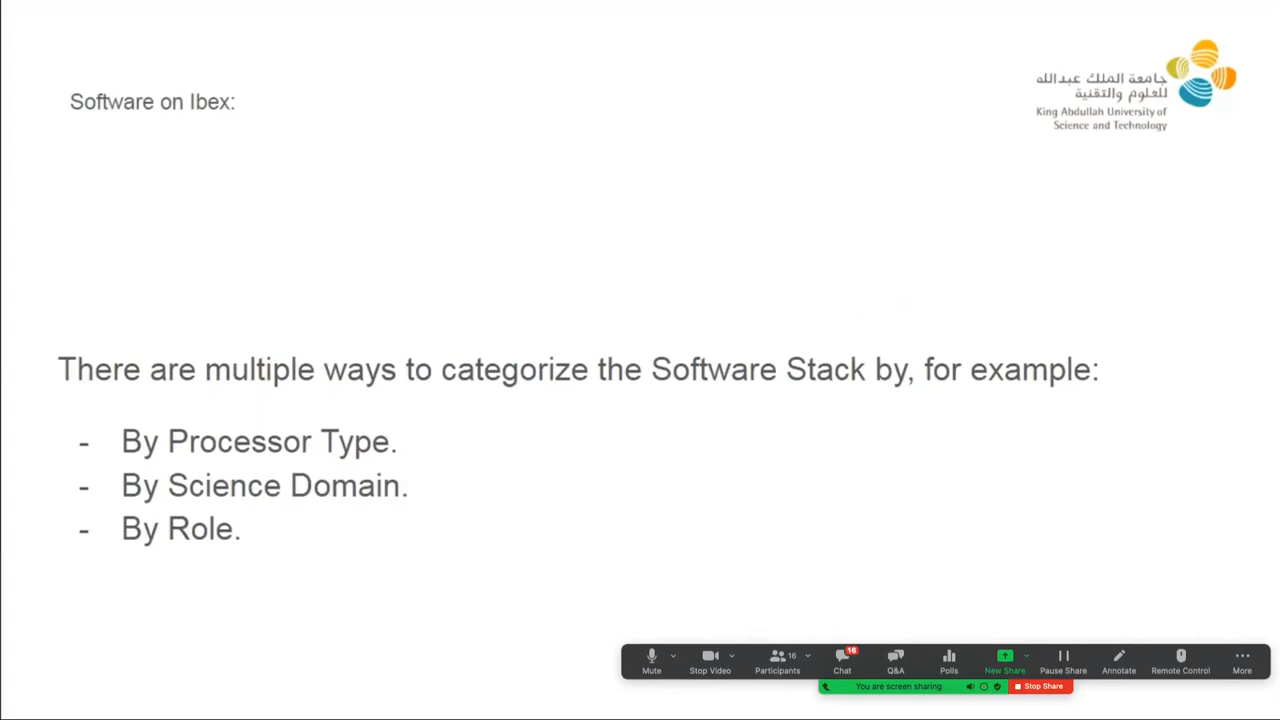 جامعة الملك عبدالله
للعلوم والتقنية
King Abdullah University of
Science and Technology
Software on Ibex:
There are multiple ways to categorize the Software Stack by, for example:
- By Processor Type.
- By Science Domain.
- By Role.
16
16
Mute
Stop Video
Participants
Chat
Q&A
Polls
New Share
Pause Share
Annotate
Remote Control
More
You are screen sharing
Stop Share